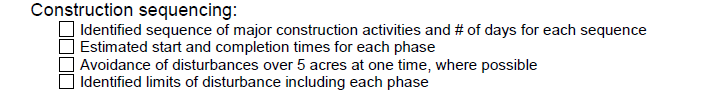 Construction sequencing:
☐ Identified sequence of major construction activities and # of days for each sequence
☐ Estimated start and completion times for each phase
☐ Avoidance of disturbances over 5 acres at one time, where possible
☐ Identified limits of disturbance including each phase